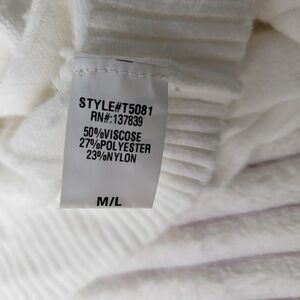 STYLE#T5081
RN#:137839
50%VISCOSE
27%POLYESTER
23%NYLON
M/L